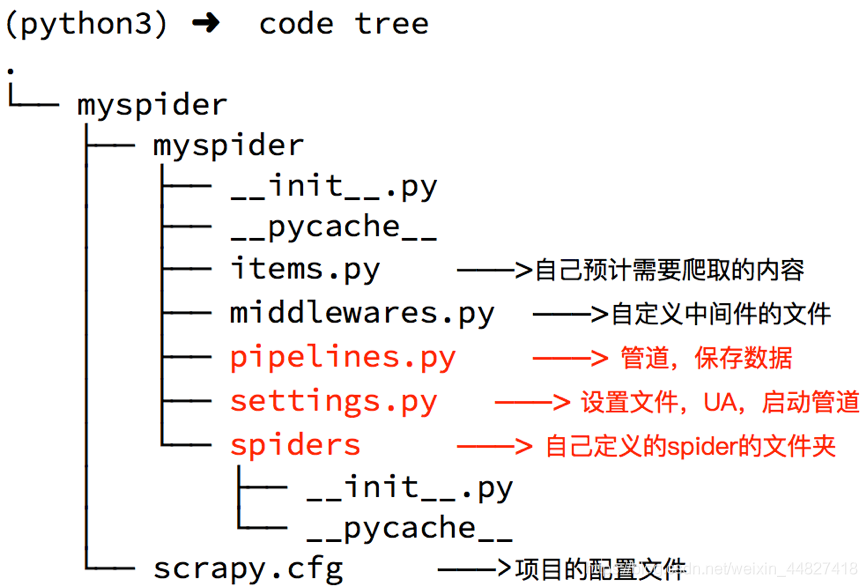 (python3) ➜  code tree
.
└── myspider
    ├── myspider
    │   ├── __init__.py
    │   ├── __pycache__
    │   ├── items.py  ——>自己预计需要爬取的内容
    │   ├── middlewares.py  ——>自定义中间件的文件
    │   ├── pipelines.py  ——> 管道，保存数据
    │   ├── settings.py  ——> 设置文件，UA，启动管道
    │   └── spiders  ——> 自己定义的spider的文件夹
    │       ├── __init__.py
    │       └── __pycache__
    └── scrapy.cfg  ——>项目的配置文件
dn.net/weixin_44827418